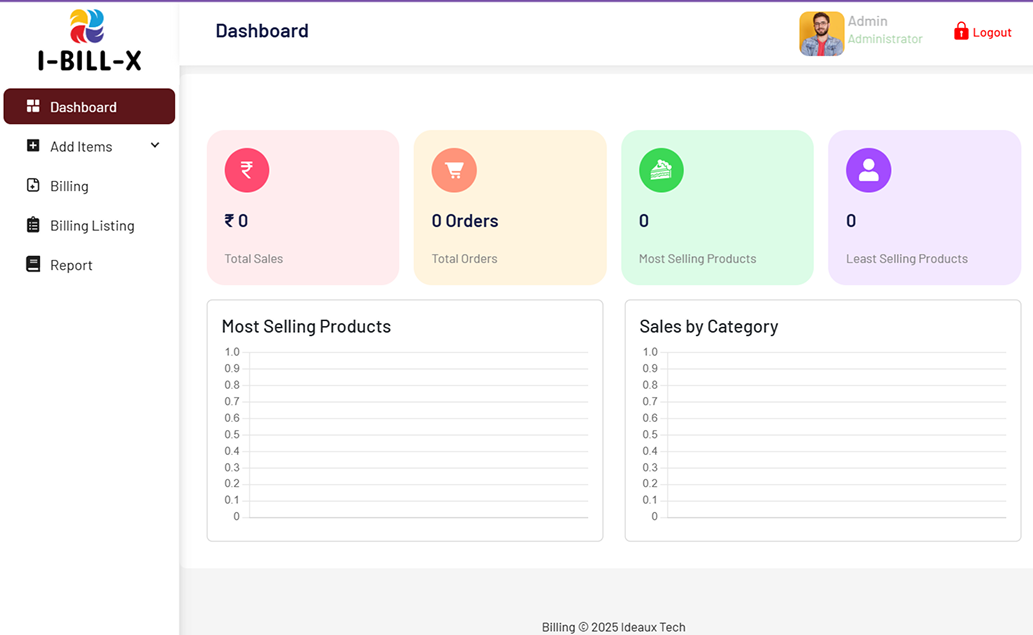 I-BILL-X
Dashboard
Admin
Administrator
Logout
Dashboard
Add Items
Billing
Billing Listing
Report
₹ 0
Total Sales
0 Orders
Total Orders
0
Most Selling Products
0
Least Selling Products
Most Selling Products
1.0
0.9
0.8
0.7
0.6
0.5
0.4
0.3
0.2
0.1
0
Sales by Category
1.0
0.9
0.8
0.7
0.6
0.5
0.4
0.3
0.2
0.1
0
Billing © 2025 Ideaux Tech